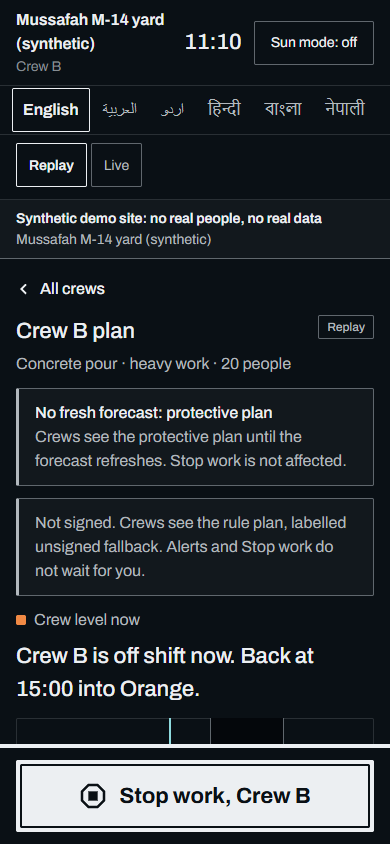 Mussafah M-14 yard
(synthetic)
Crew B
11:10
Sun mode: off
English
العربية
اردو
हिन्दी
বাংলা
नेपाली
Replay
Live
Synthetic demo site: no real people, no real data
Mussafah M-14 yard (synthetic)
All crews
Crew B plan
Replay
Concrete pour · heavy work · 20 people
No fresh forecast: protective plan
Crews see the protective plan until the
forecast refreshes. Stop work is not affected.
Not signed. Crews see the rule plan, labelled
unsigned fallback. Alerts and Stop work do
not wait for you.
Crew level now
Crew B is off shift now. Back at
15:00 into Orange.
Stop work, Crew B